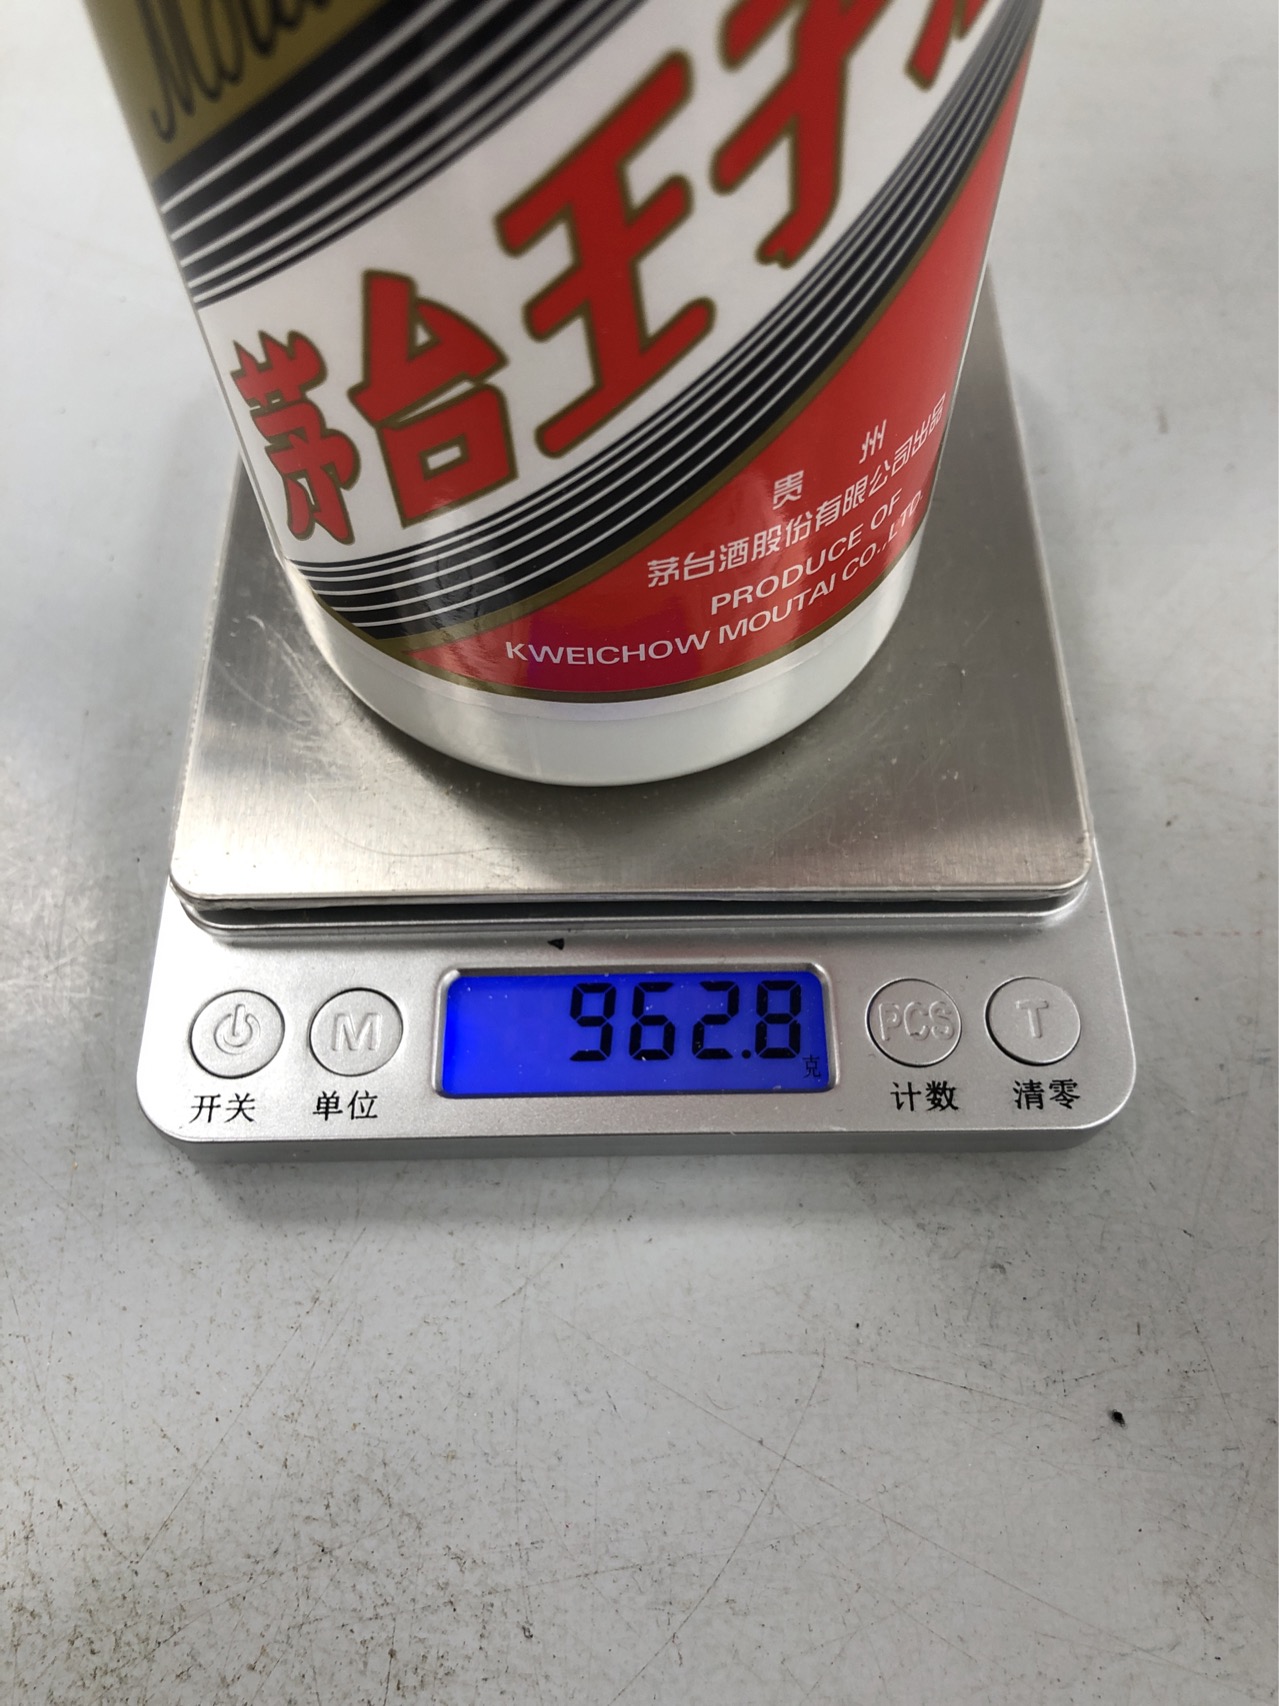 茅台王子
贵州
茅台酒股份有限公司出品
PRODUCE OF
KWEICHOW MOUTAI CO.,LTD.
962.8
克
M
PCS
T
开关
单位
计数
清零